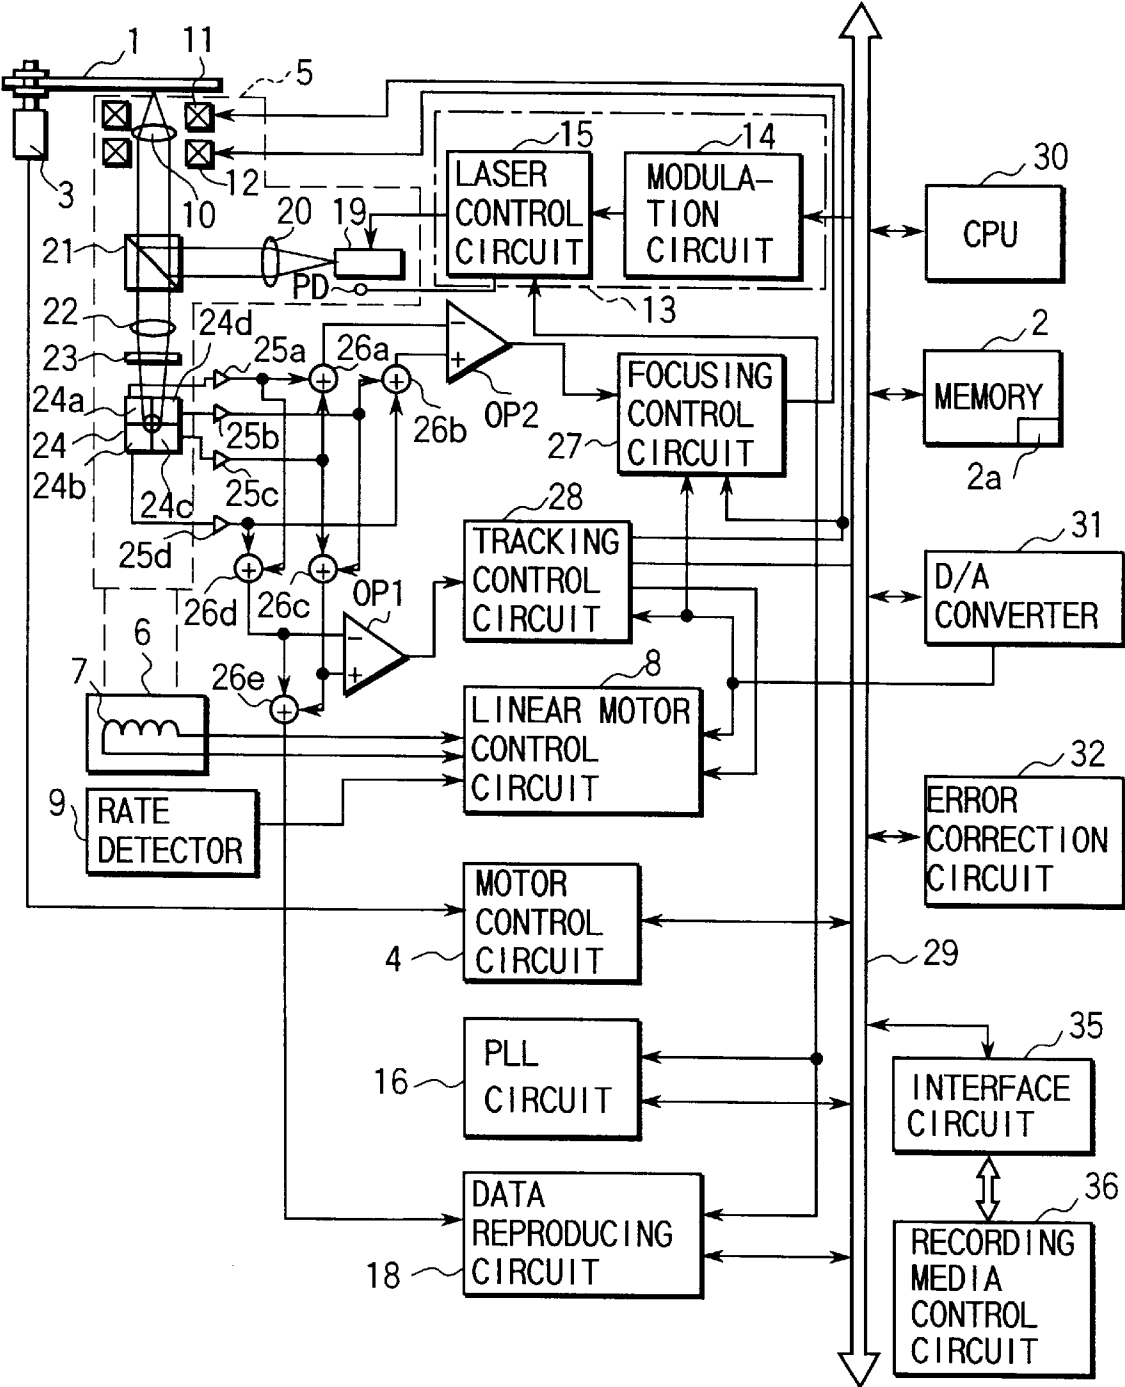 1
11
5
3
10
12
15
14
LASER
CONTROL
CIRCUIT
MODULA-
TION
CIRCUIT
30
CPU
21
20
19
PD
13
22
24d
23
25a
26a
OP2
26b
24a
24
24b
24c
25b
25c
25d
FOCUSING
CONTROL
CIRCUIT
27
2
MEMORY
2a
28
TRACKING
CONTROL
CIRCUIT
31
D/A
CONVERTER
26d
26c
OP1
6
7
26e
8
LINEAR MOTOR
CONTROL
CIRCUIT
9
RATE
DETECTOR
32
ERROR
CORRECTION
CIRCUIT
MOTOR
CONTROL
CIRCUIT
4
29
PLL
CIRCUIT
16
35
INTERFACE
CIRCUIT
DATA
REPRODUCING
CIRCUIT
18
36
RECORDING
MEDIA
CONTROL
CIRCUIT
−
+
−
+
+
+
+
+
+